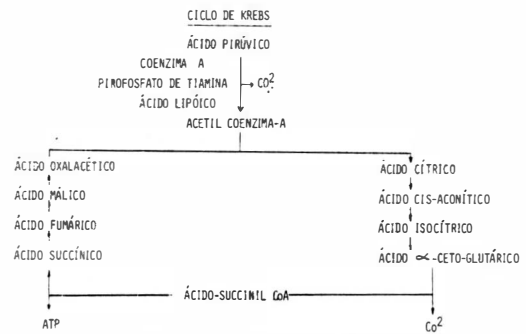 CICLO DE KREBS
ÁCIDO PIRÚVICO
COENZIMA A
PIROFOSFATO DE TIAMINA
CO2
ÁCIDO LIPÓICO
ACETIL COENZIMA-A
ÁCIDO OXALACÉTICO
ÁCIDO CÍTRICO
ÁCIDO MÁLICO
ÁCIDO CIS-ACONÍTICO
ÁCIDO FUMÁRICO
ÁCIDO ISOCÍTRICO
ÁCIDO SUCCÍNICO
ÁCIDO ∝-CETO-GLUTÁRICO
ÁCIDO-SUCCINIL CoA
ATP
Co2